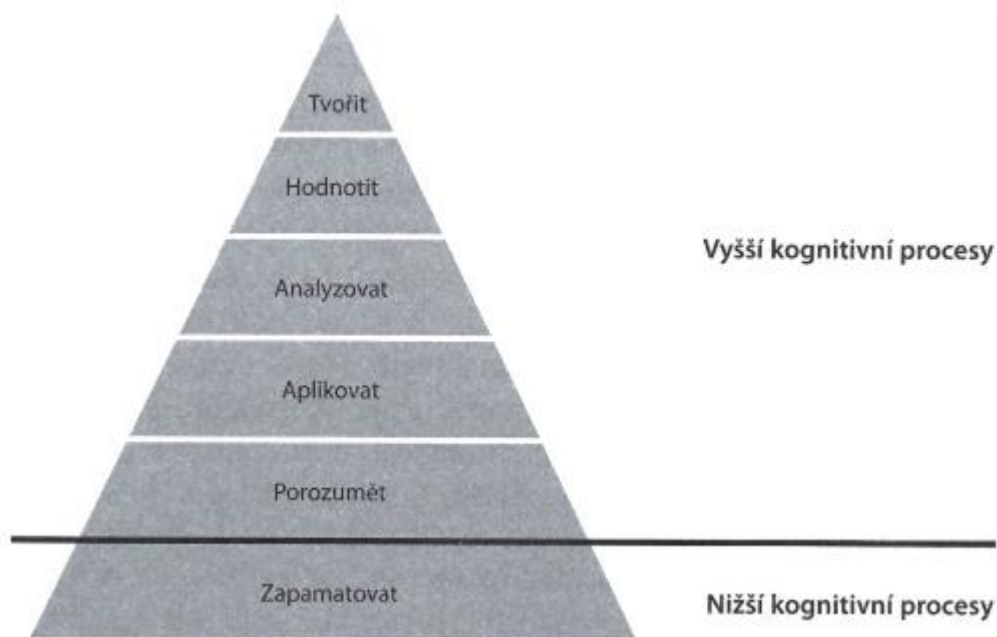 Tvořit
Hodnotit
Vyšší kognitivní procesy
Analyzovat
Aplikovat
Porozumět
Zapamatovat
Nižší kognitivní procesy